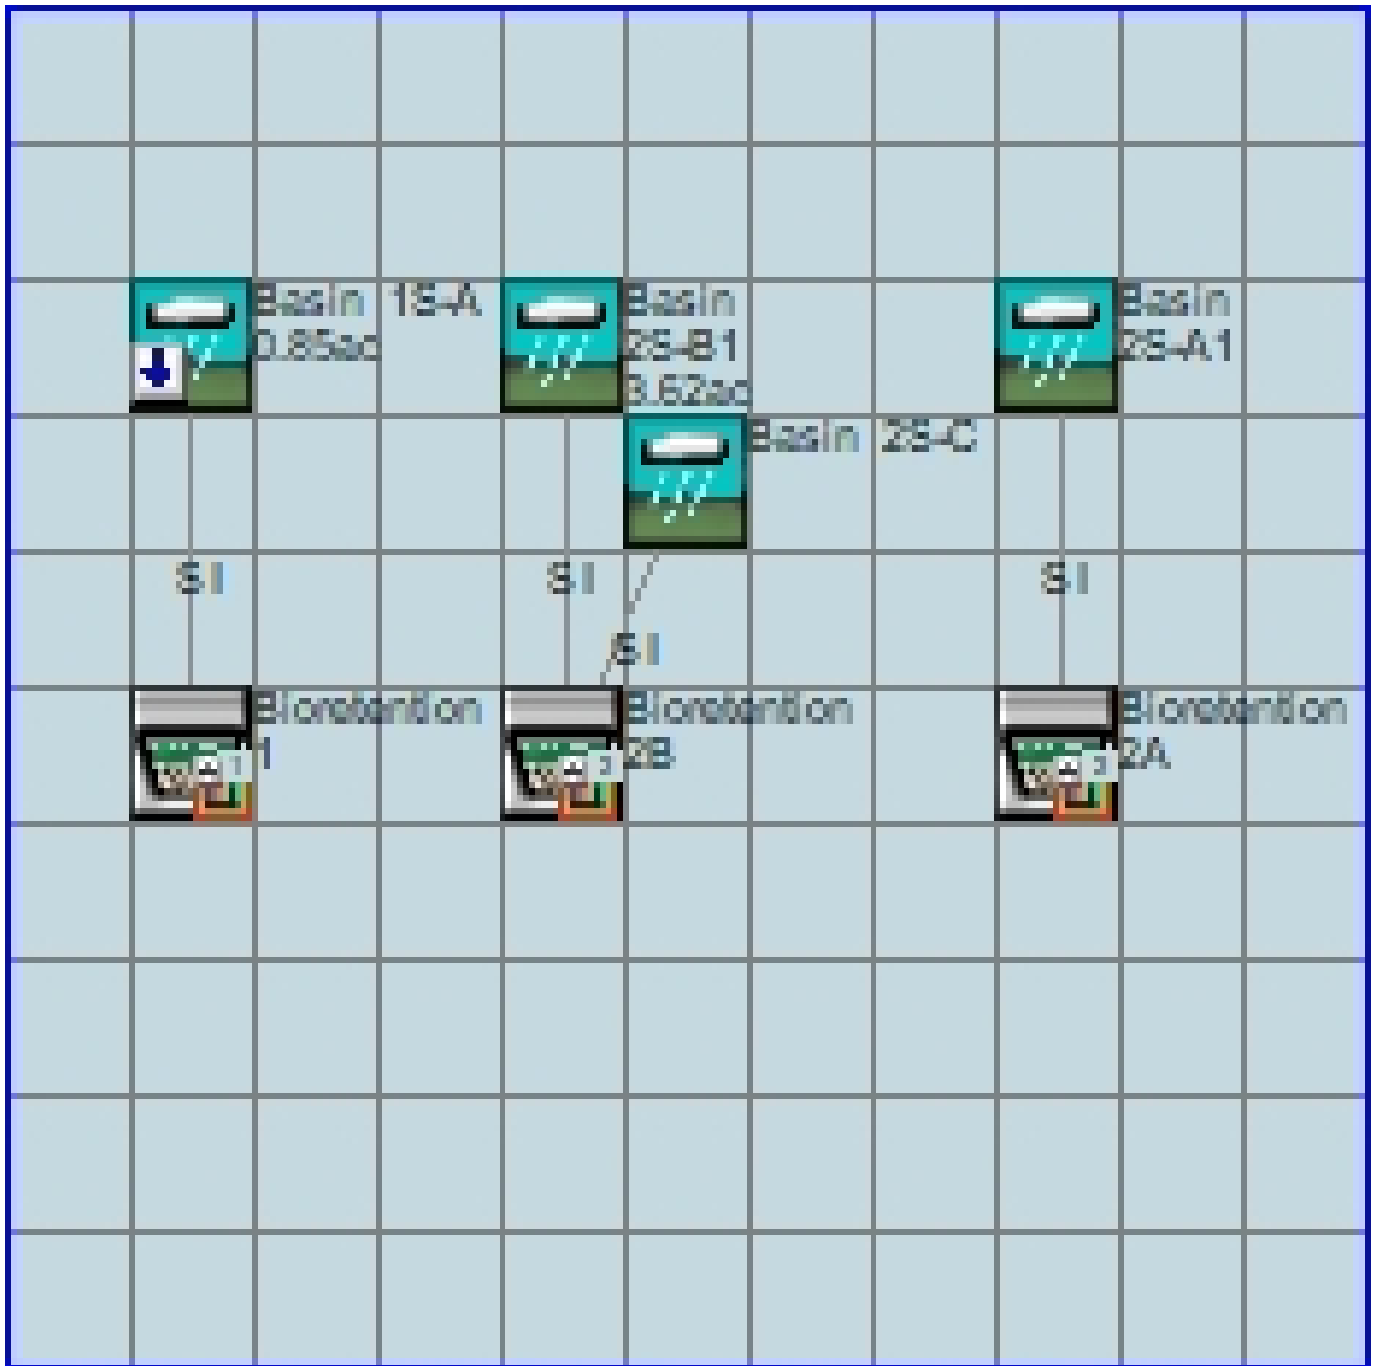 Basin 1S-A
0.85ac
Basin
2S-B1
3.62ac
Basin
2S-A1
Basin 2S-C
SI
SI
SI
SI
Bioretention
1
Bioretention
2B
Bioretention
2A